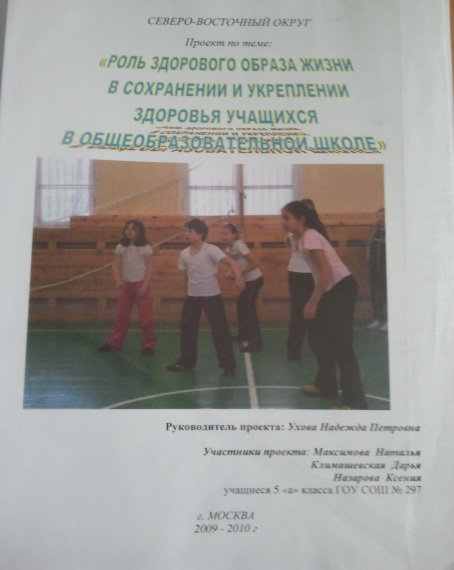 СЕВЕРО-ВОСТОЧНЫЙ ОКРУГ
Проект по теме:
«РОЛЬ ЗДОРОВОГО ОБРАЗА ЖИЗНИ
В СОХРАНЕНИИ И УКРЕПЛЕНИИ
ЗДОРОВЬЯ УЧАЩИХСЯ
В ОБЩЕОБРАЗОВАТЕЛЬНОЙ ШКОЛЕ»
Руководитель проекта: Ухова Надежда Петровна
Участники проекта: Максимова Наталья
Климашевская Дарья
Назарова Ксения
учащиеся 5 «а» класса ГОУ СОШ № 297
г. МОСКВА
2009 - 2010 г